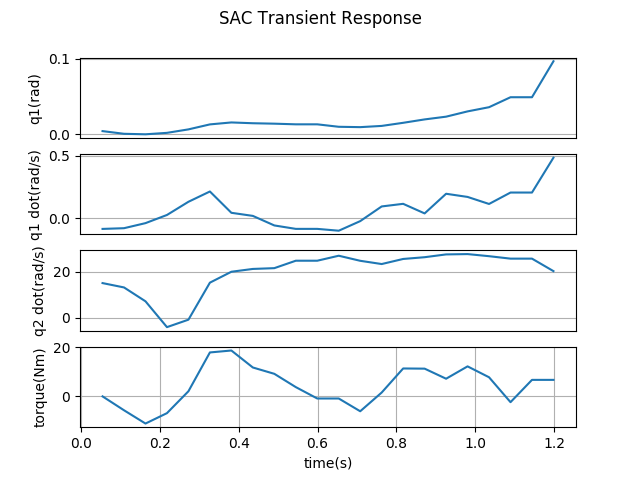 SAC Transient Response
q1(rad)
0.1
0.0
q1 dot(rad/s)
0.5
0.0
q2 dot(rad/s)
20
0
torque(Nm)
20
0
0.0 0.2 0.4 0.6 0.8 1.0 1.2
time(s)